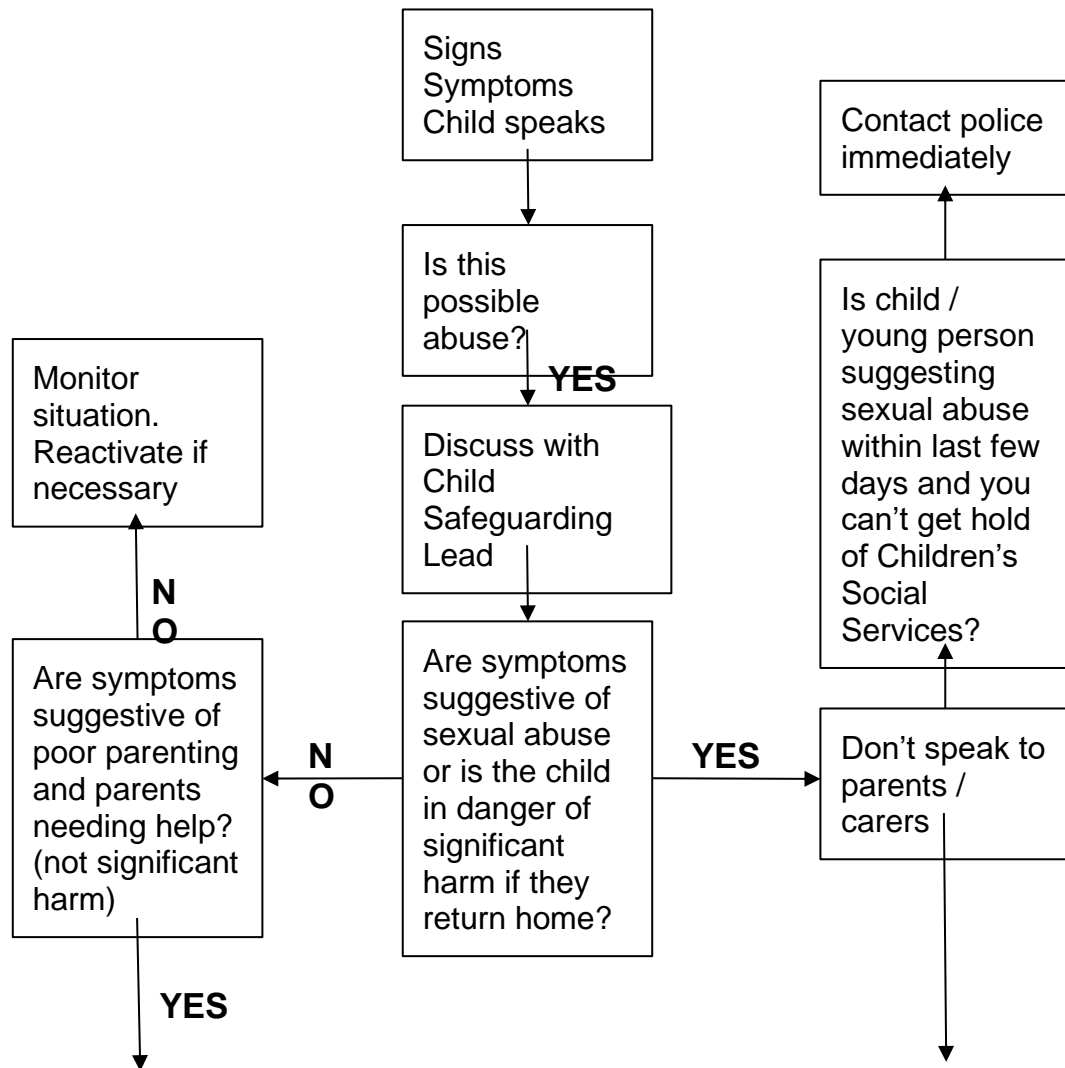 Signs
Symptoms
Child speaks
Contact police
immediately
Is this
possible
abuse?
YES
Is child /
young person
suggesting
sexual abuse
within last few
days and you
can’t get hold
of Children’s
Social
Services?
Monitor
situation.
Reactivate if
necessary
Discuss with
Child
Safeguarding
Lead
N
O
Are symptoms
suggestive of
poor parenting
and parents
needing help?
(not significant
harm)
N
O
Are symptoms
suggestive of
sexual abuse
or is the child
in danger of
significant
harm if they
return home?
YES
Don’t speak to
parents /
carers
YES